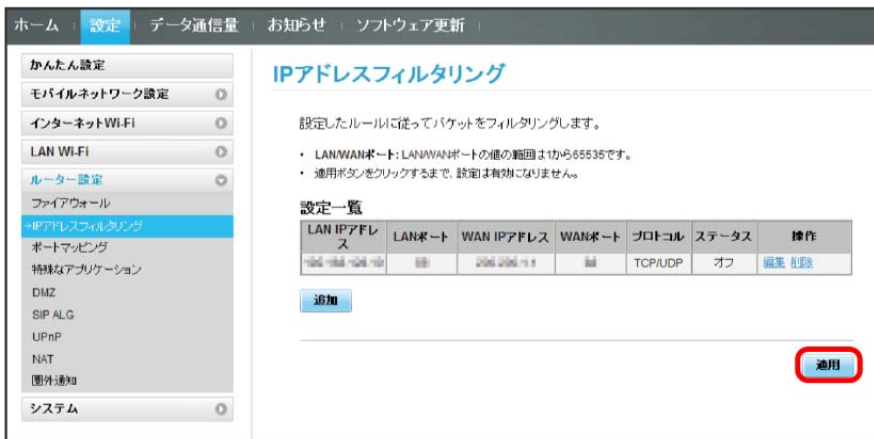 ホーム 設定 データ通信量 お知らせ ソフトウェア更新
かんたん設定
モバイルネットワーク設定
インターネットWi-Fi
LAN Wi-Fi
ルーター設定
ファイアウォール
→IPアドレスフィルタリング
ポートマッピング
特殊なアプリケーション
DMZ
SIP ALG
UPnP
NAT
圏外通知
システム
IPアドレスフィルタリング
設定したルールに従ってパケットをフィルタリングします。
・ LAN/WANポート: LAN/WANポートの値の範囲は1から65535です。
・ 適用ボタンをクリックするまで、設定は有効になりません。
設定一覧
LAN IPアドレス LANポート WAN IPアドレス WANポート プロトコル ステータス 操作
TCP/UDP オフ 編集 削除
追加
適用